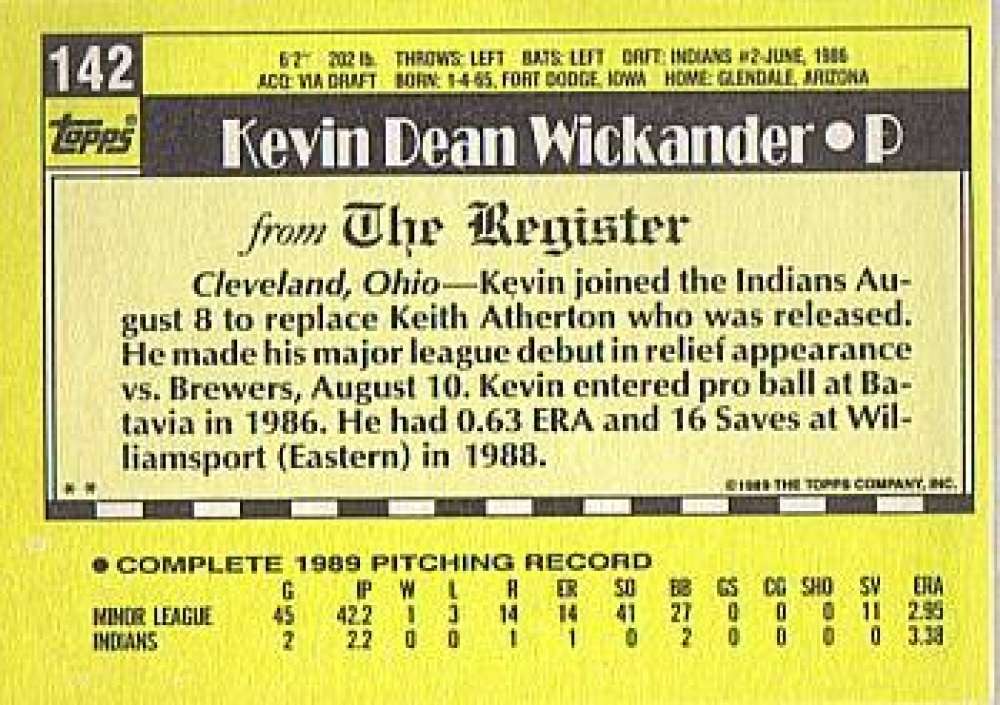 142
6'2" 202 lb. THROWS: LEFT BATS: LEFT DRFT: INDIANS #2-JUNE, 1986
ACQ: VIA DRAFT BORN: 1-4-65, FORT DODGE, IOWA HOME: GLENDALE, ARIZONA
topps®
Kevin Dean Wickander • P
from The Register
Cleveland, Ohio—Kevin joined the Indians Au-
gust 8 to replace Keith Atherton who was released.
He made his major league debut in relief appearance
vs. Brewers, August 10. Kevin entered pro ball at Ba-
tavia in 1986. He had 0.63 ERA and 16 Saves at Wil-
liamsport (Eastern) in 1988.
* * ©1989 THE TOPPS COMPANY, INC.
• COMPLETE 1989 PITCHING RECORD
G IP W L R ER SO BB GS CG SHO SV ERA
MINOR LEAGUE 45 42.2 1 3 14 14 41 27 0 0 0 11 2.95
INDIANS 2 2.2 0 0 1 1 0 2 0 0 0 0 3.38